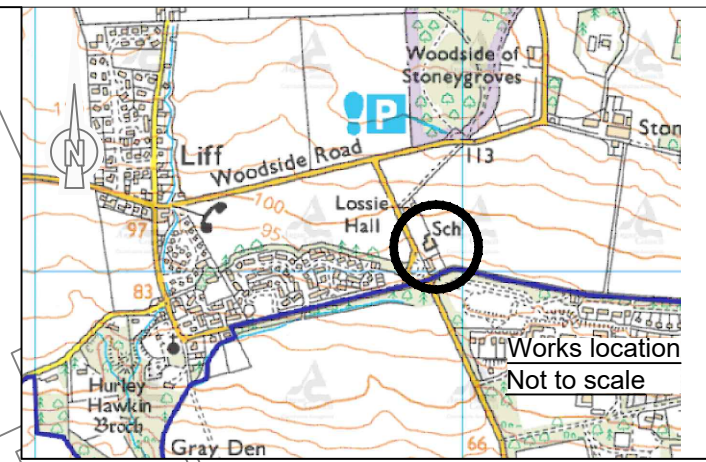 Woodside of
Stoneygroves
P
N
Liff
Woodside Road
113
Ston
100
95
Lossie
Hall
Sch
97
83
Works location
Not to scale
Hurley
Hawkin
Broch
Gray Den
66